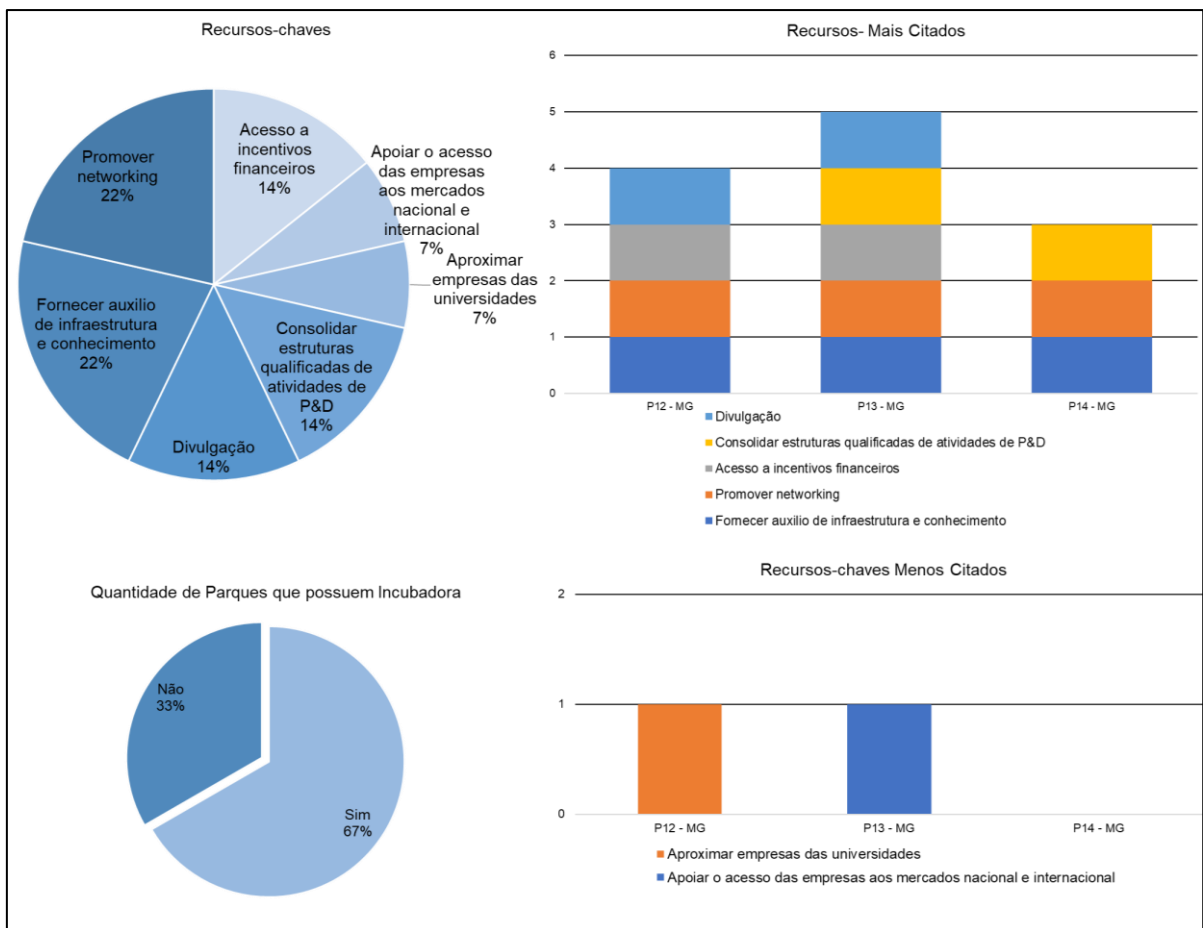 Recursos-chaves
Acesso a
incentivos
financeiros
14%
Apoiar o acesso
das empresas
aos mercados
nacional e
internacional
7%
Aproximar
empresas das
universidades
7%
Consolidar
estruturas
qualificadas de
atividades de
P&D
14%
Divulgação
14%
Fornecer auxilio
de infraestrutura
e conhecimento
22%
Promover
networking
22%
Recursos- Mais Citados
6
5
4
3
2
1
0
P12 - MG
P13 - MG
P14 - MG
Divulgação
Consolidar estruturas qualificadas de atividades de P&D
Acesso a incentivos financeiros
Promover networking
Fornecer auxilio de infraestrutura e conhecimento
Quantidade de Parques que possuem Incubadora
Não
33%
Sim
67%
Recursos-chaves Menos Citados
2
1
0
P12 - MG
P13 - MG
P14 - MG
Aproximar empresas das universidades
Apoiar o acesso das empresas aos mercados nacional e internacional